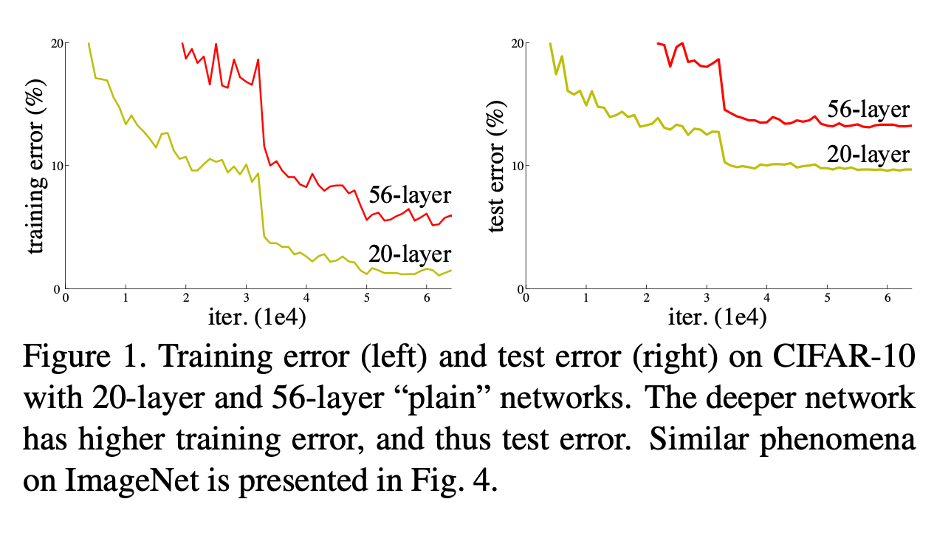 20
10
0
training error (%)
56-layer
20-layer
0 1 2 3 4 5 6
iter. (1e4)
20
10
0
test error (%)
56-layer
20-layer
0 1 2 3 4 5 6
iter. (1e4)
Figure 1. Training error (left) and test error (right) on CIFAR-10
with 20-layer and 56-layer “plain” networks. The deeper network
has higher training error, and thus test error. Similar phenomena
on ImageNet is presented in Fig. 4.